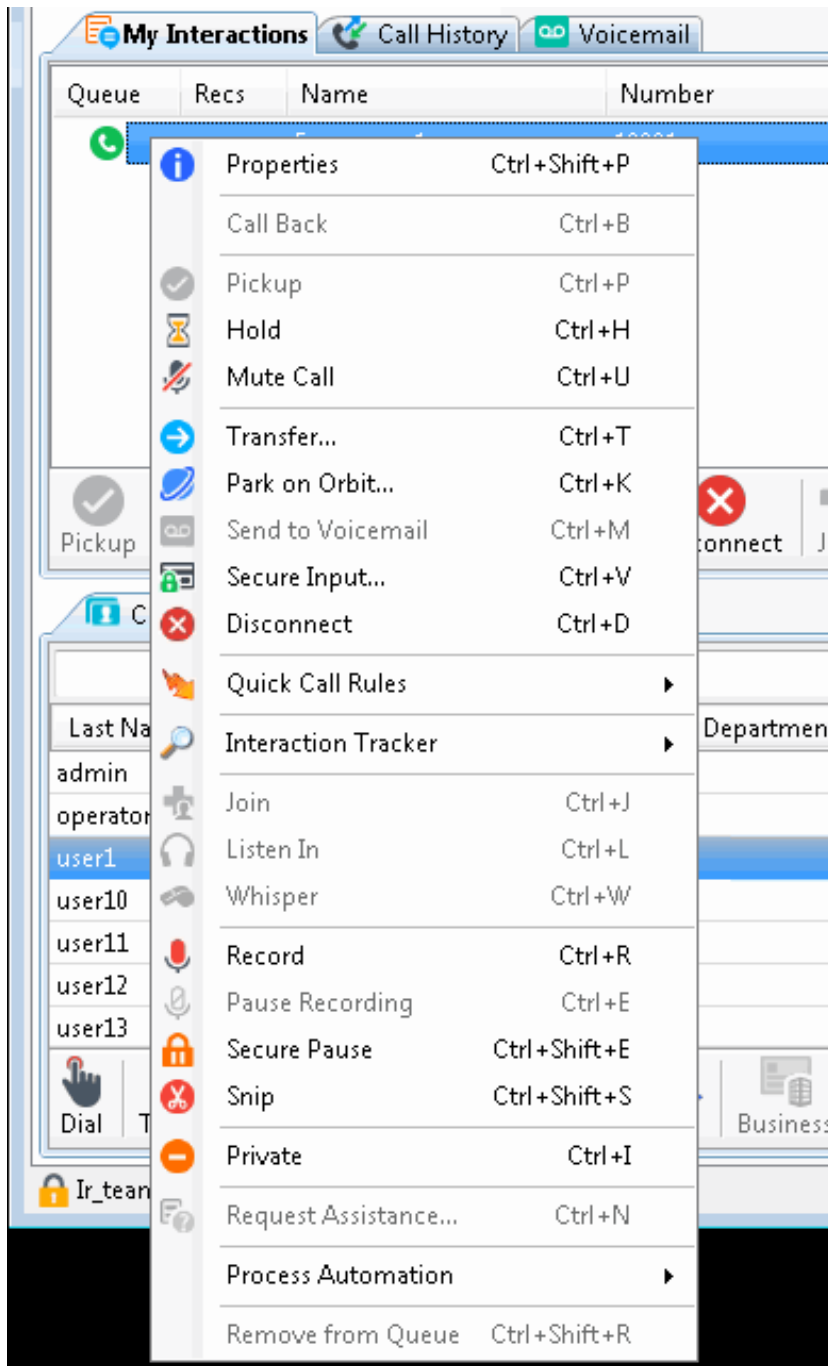 My Interactions Call History Voicemail
Queue Recs Name Number
Properties Ctrl+Shift+P
Call Back Ctrl+B
Pickup Ctrl+P
Hold Ctrl+H
Mute Call Ctrl+U
Transfer... Ctrl+T
Park on Orbit... Ctrl+K
Send to Voicemail Ctrl+M
Secure Input... Ctrl+V
Disconnect Ctrl+D
Quick Call Rules
Interaction Tracker
Join Ctrl+J
Listen In Ctrl+L
Whisper Ctrl+W
Record Ctrl+R
Pause Recording Ctrl+E
Secure Pause Ctrl+Shift+E
Snip Ctrl+Shift+S
Private Ctrl+I
Request Assistance... Ctrl+N
Process Automation
Remove from Queue Ctrl+Shift+R
Pickup connect J
C
Last Na Departmen
admin
operator
user1
user10
user11
user12
user13
Dial T Business
Ir_tean